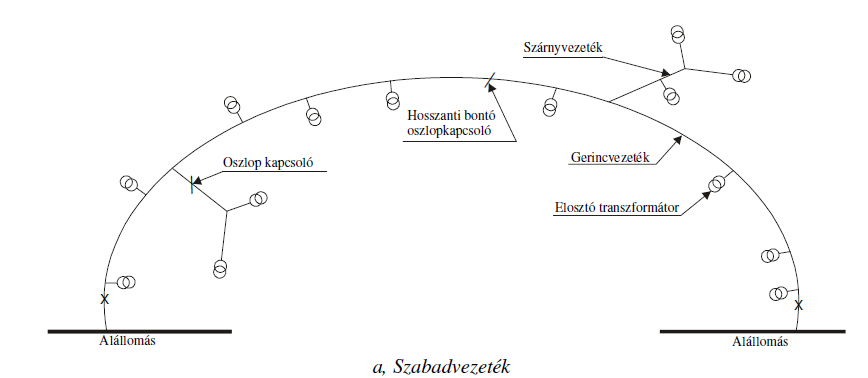 Szárnyvezeték
Hosszanti bontó
oszlopkapcsoló
Gerincvezeték
Oszlop kapcsoló
Elosztó transzformátor
Alállomás
Alállomás
a, Szabadvezeték